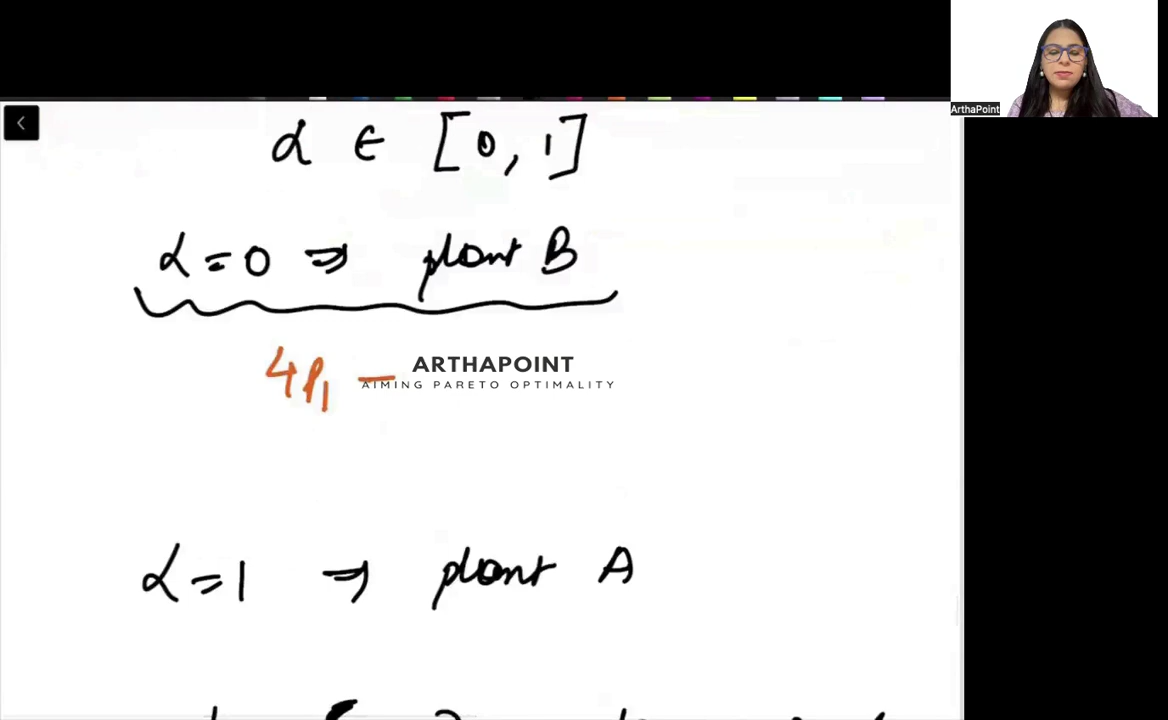 ArthaPoint
α ∈ [0, 1]
α = 0 ⇒ plant B
4P₁ −
ARTHAPOINT
AIMING PARETO OPTIMALITY
α = 1 ⇒ plant A